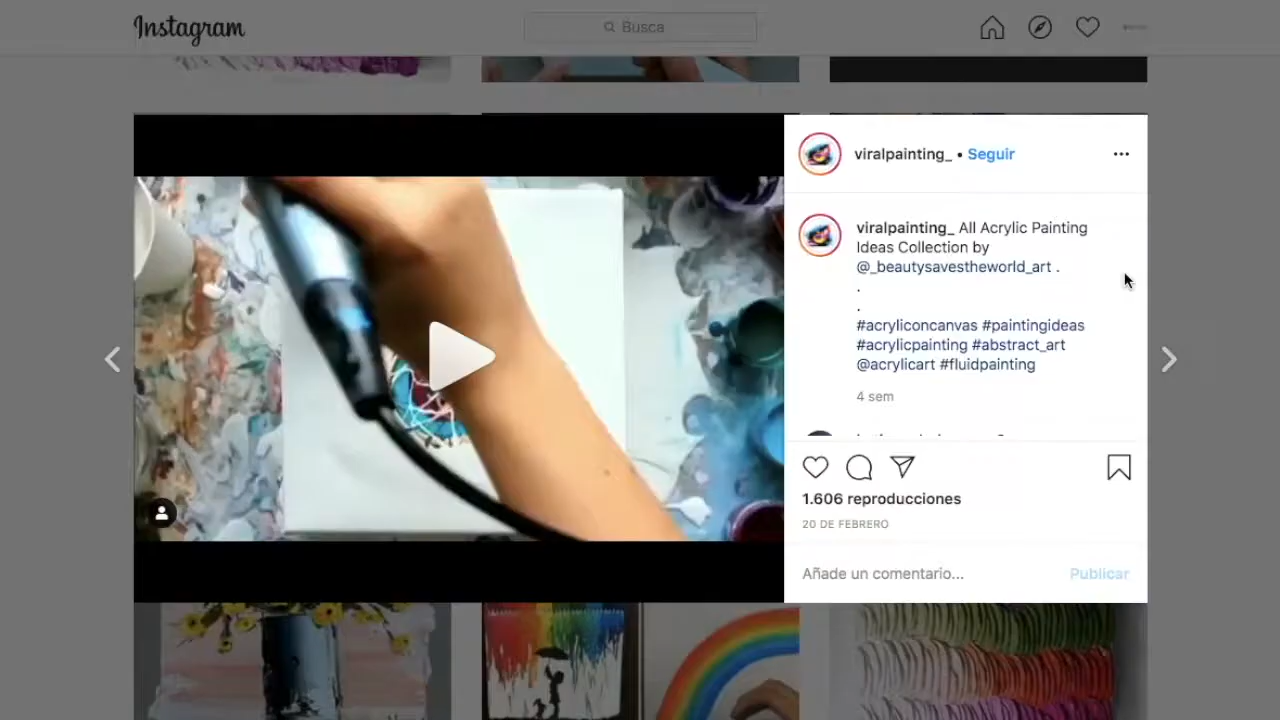 Instagram
Busca
viralpainting_ • Seguir
viralpainting_ All Acrylic Painting
Ideas Collection by
@_beautysavestheworld_art .
.
.
#acryliconcanvas #paintingideas
#acrylicpainting #abstract_art
@acrylicart #fluidpainting
4 sem
1.606 reproducciones
20 DE FEBRERO
Añade un comentario...
Publicar